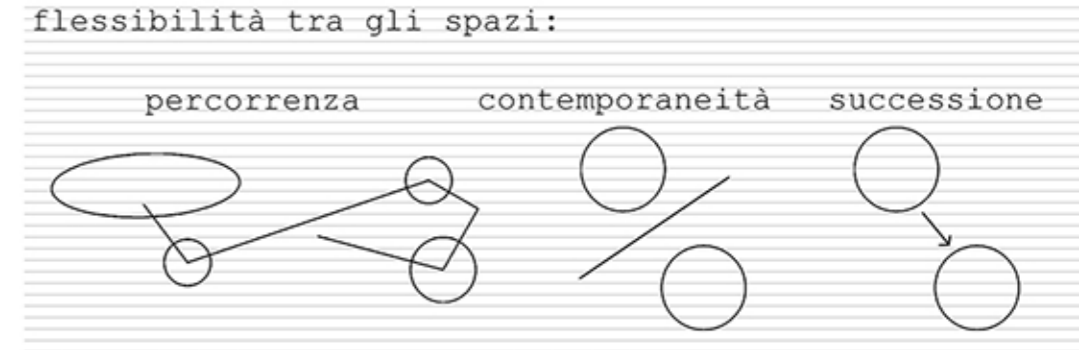 flessibilità tra gli spazi:
percorrenza contemporaneità successione